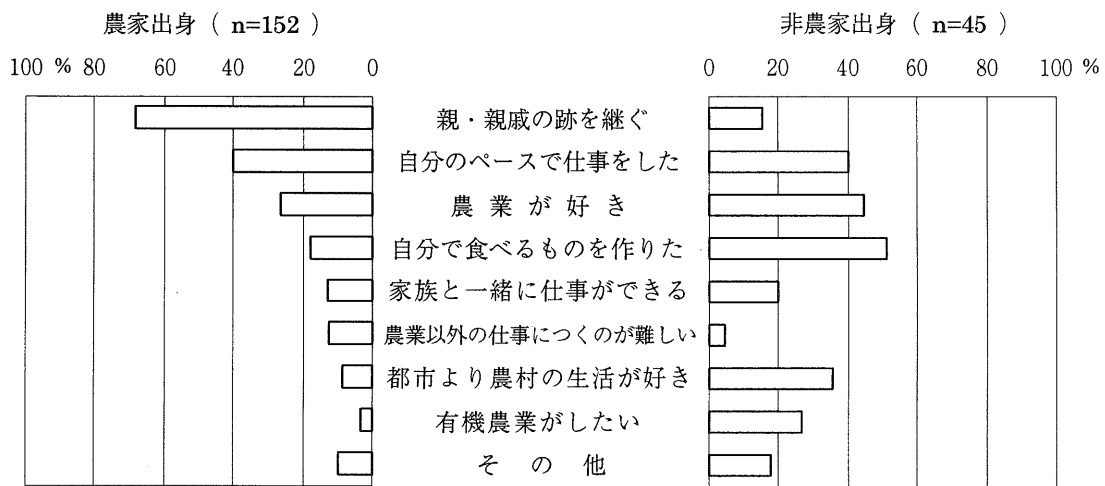 農家出身 ( n=152 )
非農家出身 ( n=45 )
100 % 80 60 40 20 0
0 20 40 60 80 100 %
親・親戚の跡を継ぐ
自分のペースで仕事をした
農業が好き
自分で食べるものを作りた
家族と一緒に仕事ができる
農業以外の仕事につくのが難しい
都市より農村の生活が好き
有機農業がしたい
その他